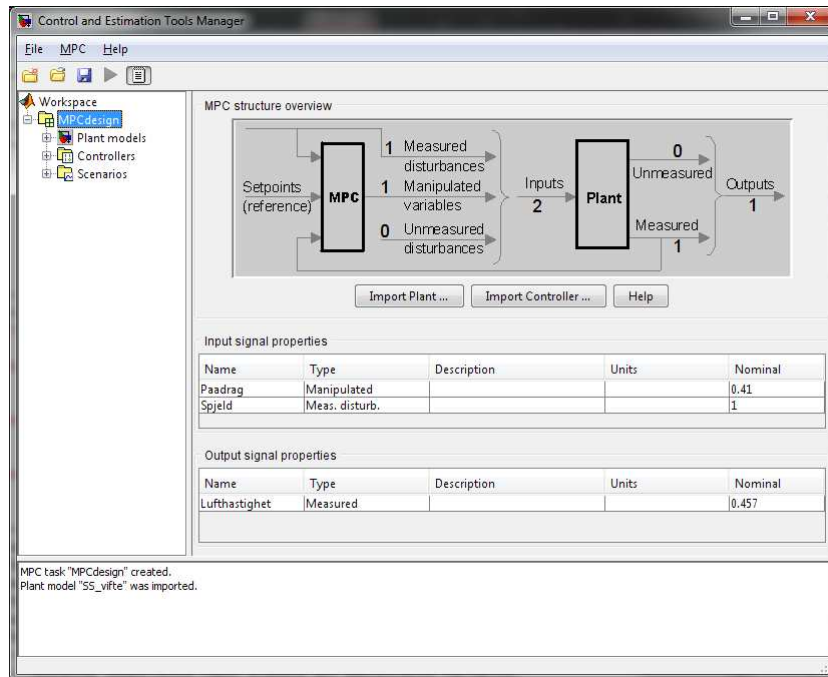 Control and Estimation Tools Manager
File MPC Help
Workspace
MPCdesign
Plant models
Controllers
Scenarios
MPC structure overview
Setpoints
(reference)
MPC
1 Measured
disturbances
1 Manipulated
variables
0 Unmeasured
disturbances
Inputs
2
Plant
0
Unmeasured
Measured
1
Outputs
1
Import Plant ... Import Controller ... Help
Input signal properties
Name Type Description Units Nominal
Paadrag Manipulated 0.41
Spjeld Meas. disturb. 1
Output signal properties
Name Type Description Units Nominal
Lufthastighet Measured 0.457
MPC task "MPCdesign" created.
Plant model "SS_vifte" was imported.